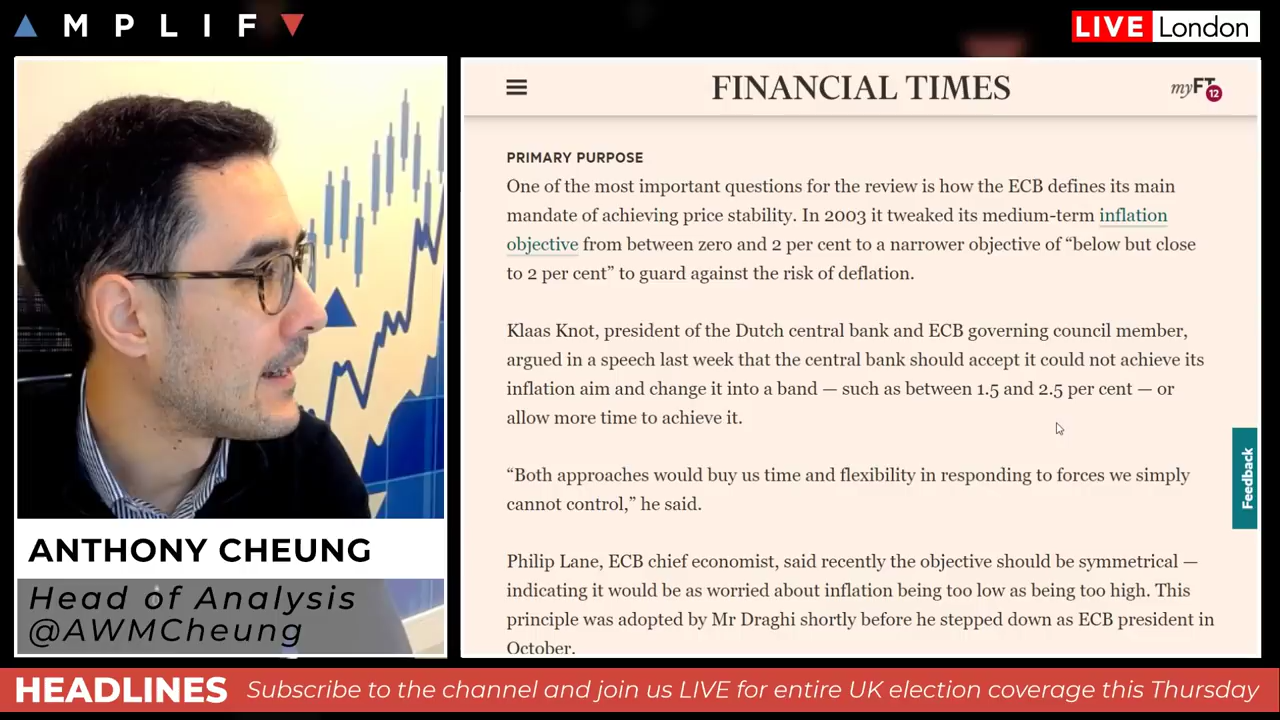 MPLIF
LIVE London
FINANCIAL TIMES
myFT
12
PRIMARY PURPOSE
One of the most important questions for the review is how the ECB defines its main
mandate of achieving price stability. In 2003 it tweaked its medium-term inflation
objective from between zero and 2 per cent to a narrower objective of “below but close
to 2 per cent” to guard against the risk of deflation.
Klaas Knot, president of the Dutch central bank and ECB governing council member,
argued in a speech last week that the central bank should accept it could not achieve its
inflation aim and change it into a band — such as between 1.5 and 2.5 per cent — or
allow more time to achieve it.
“Both approaches would buy us time and flexibility in responding to forces we simply
cannot control,” he said.
Philip Lane, ECB chief economist, said recently the objective should be symmetrical —
indicating it would be as worried about inflation being too low as being too high. This
principle was adopted by Mr Draghi shortly before he stepped down as ECB president in
October.
Feedback
ANTHONY CHEUNG
Head of Analysis
@AWMCheung
HEADLINES Subscribe to the channel and join us LIVE for entire UK election coverage this Thursday